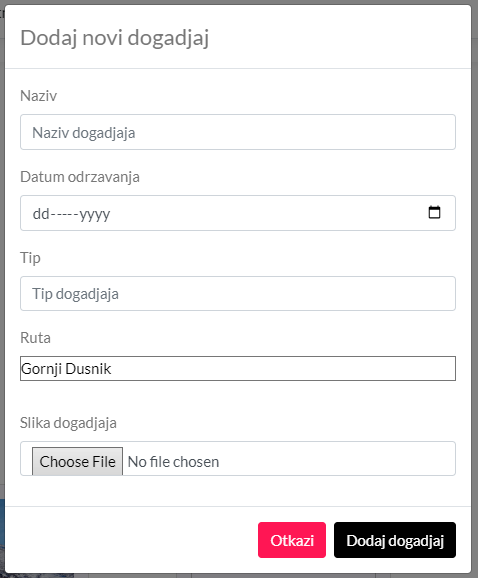 Dodaj novi dogadjaj
Naziv
Naziv dogadjaja
Datum odrzavanja
dd-----yyyy
Tip
Tip dogadjaja
Ruta
Gornji Dusnik
Slika dogadjaja
Choose File No file chosen
Otkazi Dodaj dogadjaj